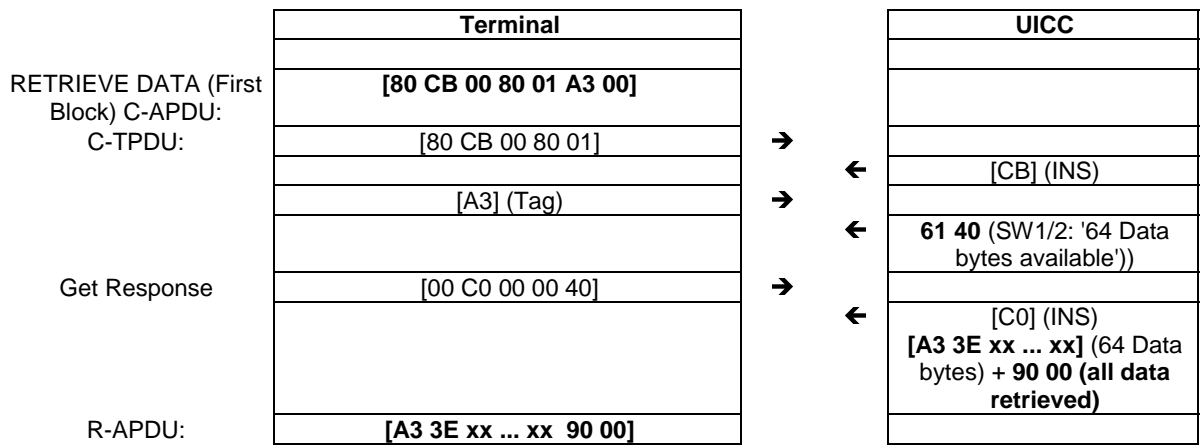 Terminal UICC
RETRIEVE DATA (First [80 CB 00 80 01 A3 00]
Block) C-APDU:
C-TPDU: [80 CB 00 80 01] ➔
🡸 [CB] (INS)
[A3] (Tag) ➔
🡸 61 40 (SW1/2: '64 Data
bytes available'))
Get Response [00 C0 00 00 40] ➔
🡸 [C0] (INS)
[A3 3E xx ... xx] (64 Data
bytes) + 90 00 (all data
retrieved)
R-APDU: [A3 3E xx ... xx 90 00]